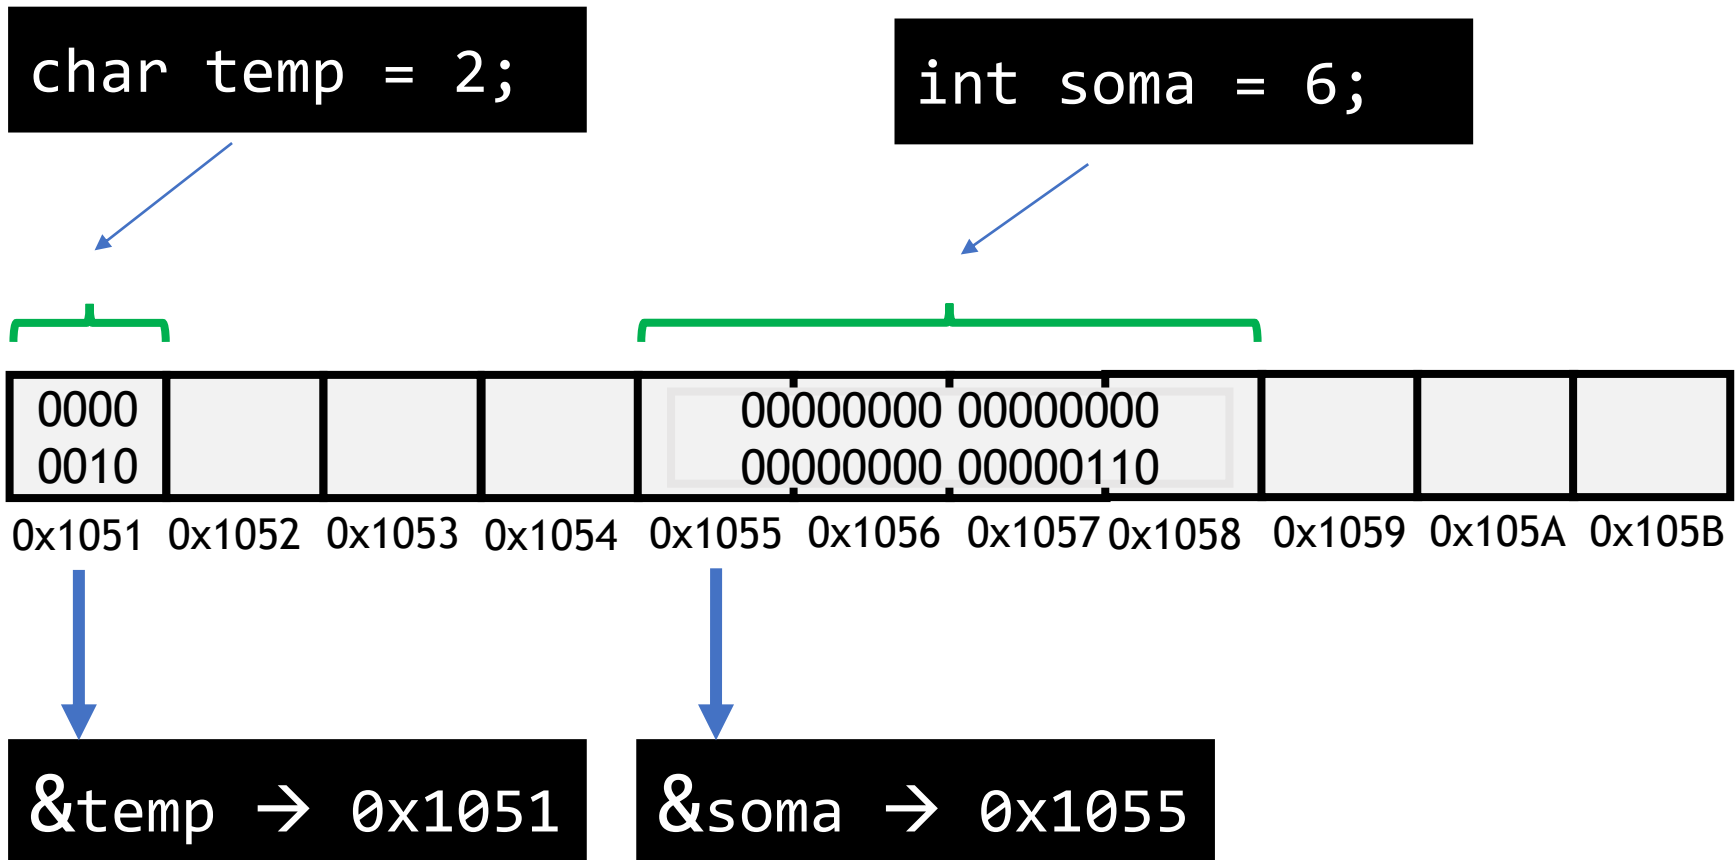 char temp = 2;
int soma = 6;
0000
0010
00000000 00000000
00000000 00000110
0x1051 0x1052 0x1053 0x1054 0x1055 0x1056 0x1057 0x1058 0x1059 0x105A 0x105B
&temp → 0x1051
&soma → 0x1055